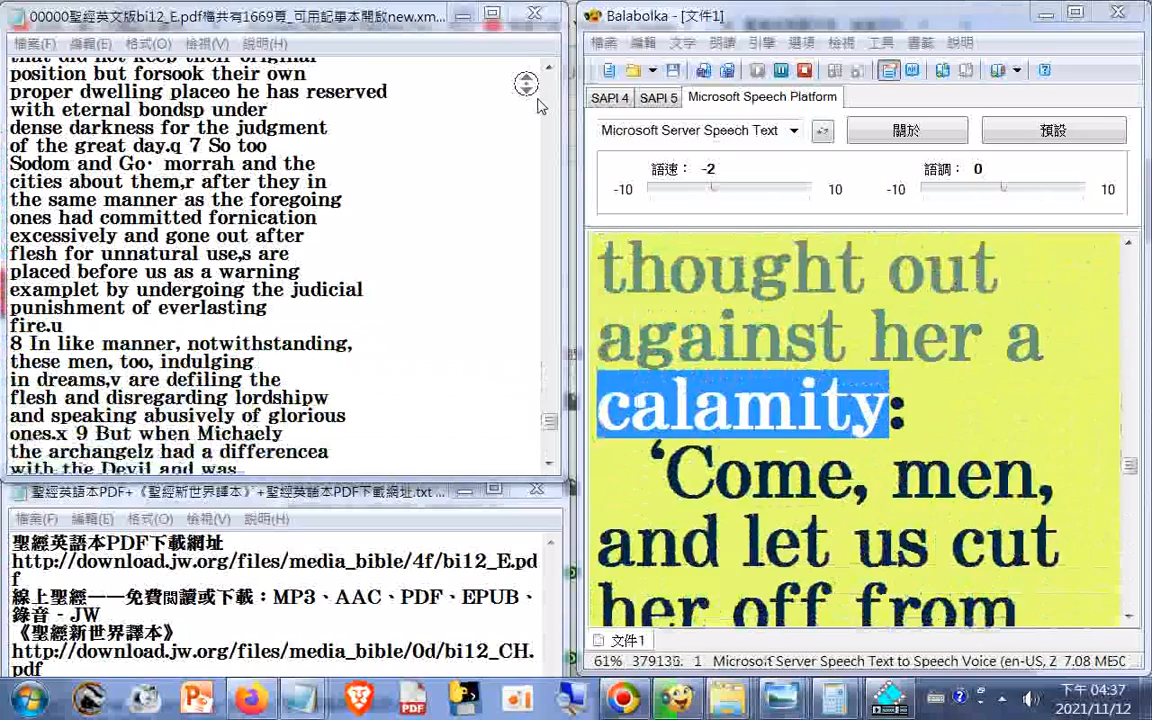 00000聖經英文版bi12_E.pdf檔共有1669頁_可用記事本開啟new.xm...
檔案(F) 編輯(E) 格式(O) 檢視(V) 說明(H)
that did not keep their original
position but forsook their own
proper dwelling placeo he has reserved
with eternal bondsp under
dense darkness for the judgment
of the great day.q 7 So too
Sodom and Go· morrah and the
cities about them,r after they in
the same manner as the foregoing
ones had committed fornication
excessively and gone out after
flesh for unnatural use,s are
placed before us as a warning
examplet by undergoing the judicial
punishment of everlasting
fire.u
8 In like manner, notwithstanding,
these men, too, indulging
in dreams,v are defiling the
flesh and disregarding lordshipw
and speaking abusively of glorious
ones.x 9 But when Michaely
the archangelz had a differencea
with the Devil and was
聖經英語本PDF+《聖經新世界譯本》+聖經英語本PDF下載網址.txt ...
檔案(F) 編輯(E) 格式(O) 檢視(V) 說明(H)
聖經英語本PDF下載網址
http://download.jw.org/files/media_bible/4f/bi12_E.pd
f
線上聖經——免費閱讀或下載：MP3、AAC、PDF、EPUB、
錄音 - JW
《聖經新世界譯本》
http://download.jw.org/files/media_bible/0d/bi12_CH.
pdf
Balabolka - [文件1]
檔案 編輯 文字 朗讀 引擎 選項 檢視 工具 書籤 說明
SAPI 4 SAPI 5 Microsoft Speech Platform
Microsoft Server Speech Text 關於 預設
語速： -2 語調： 0
-10 10 -10 10
thought out
against her a
calamity:
‘Come, men,
and let us cut
her off from
文件1
61% 379135: 1 Microsoft Server Speech Text to Speech Voice (en-US, Z 7.08 МБ
下午 04:37
2021/11/12